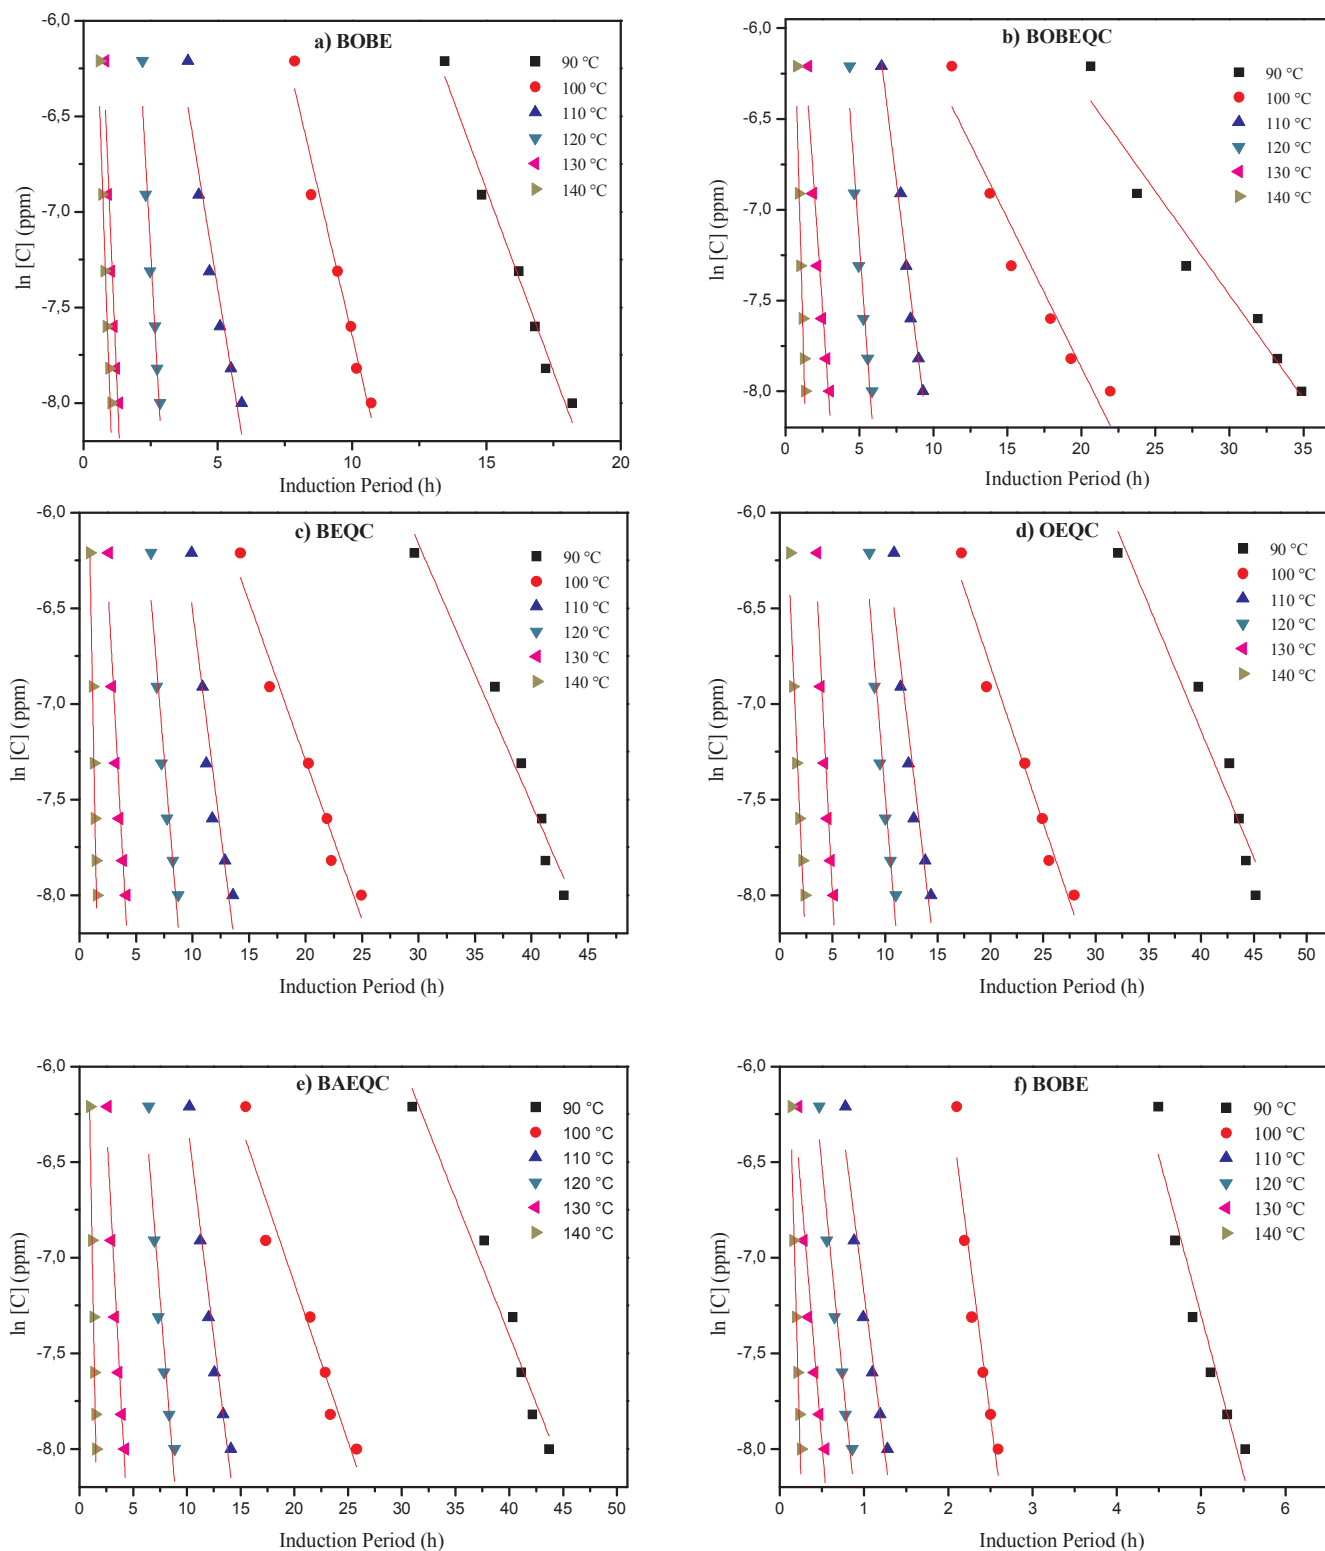 a) BOBE
90 °C
100 °C
110 °C
120 °C
130 °C
140 °C
ln [C] (ppm)
-6,0
-6,5
-7,0
-7,5
-8,0
0 5 10 15 20
Induction Period (h)
b) BOBEQC
90 °C
100 °C
110 °C
120 °C
130 °C
140 °C
ln [C] (ppm)
-6,0
-6,5
-7,0
-7,5
-8,0
0 5 10 15 20 25 30 35
Induction Period (h)
c) BEQC
90 °C
100 °C
110 °C
120 °C
130 °C
140 °C
ln [C] (ppm)
-6,0
-6,5
-7,0
-7,5
-8,0
0 5 10 15 20 25 30 35 40 45
Induction Period (h)
d) OEQC
90 °C
100 °C
110 °C
120 °C
130 °C
140 °C
ln [C] (ppm)
-6,0
-6,5
-7,0
-7,5
-8,0
0 5 10 15 20 25 30 35 40 45 50
Induction Period (h)
e) BAEQC
90 °C
100 °C
110 °C
120 °C
130 °C
140 °C
ln [C] (ppm)
-6,0
-6,5
-7,0
-7,5
-8,0
0 5 10 15 20 25 30 35 40 45 50
Induction Period (h)
f) BOBE
90 °C
100 °C
110 °C
120 °C
130 °C
140 °C
ln [C] (ppm)
-6,0
-6,5
-7,0
-7,5
-8,0
0 1 2 3 4 5 6
Induction Period (h)